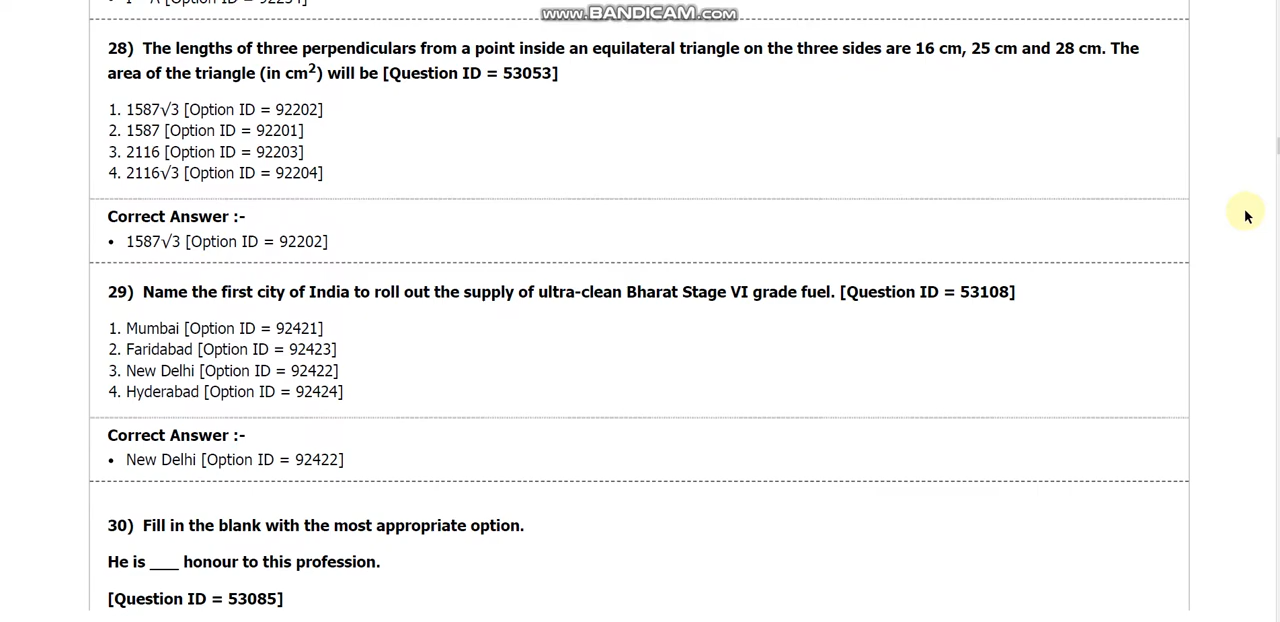 www.BANDICAM.com
28) The lengths of three perpendiculars from a point inside an equilateral triangle on the three sides are 16 cm, 25 cm and 28 cm. The
area of the triangle (in cm²) will be [Question ID = 53053]
1. 1587√3 [Option ID = 92202]
2. 1587 [Option ID = 92201]
3. 2116 [Option ID = 92203]
4. 2116√3 [Option ID = 92204]
Correct Answer :-
• 1587√3 [Option ID = 92202]
29) Name the first city of India to roll out the supply of ultra-clean Bharat Stage VI grade fuel. [Question ID = 53108]
1. Mumbai [Option ID = 92421]
2. Faridabad [Option ID = 92423]
3. New Delhi [Option ID = 92422]
4. Hyderabad [Option ID = 92424]
Correct Answer :-
• New Delhi [Option ID = 92422]
30) Fill in the blank with the most appropriate option.
He is ___ honour to this profession.
[Question ID = 53085]